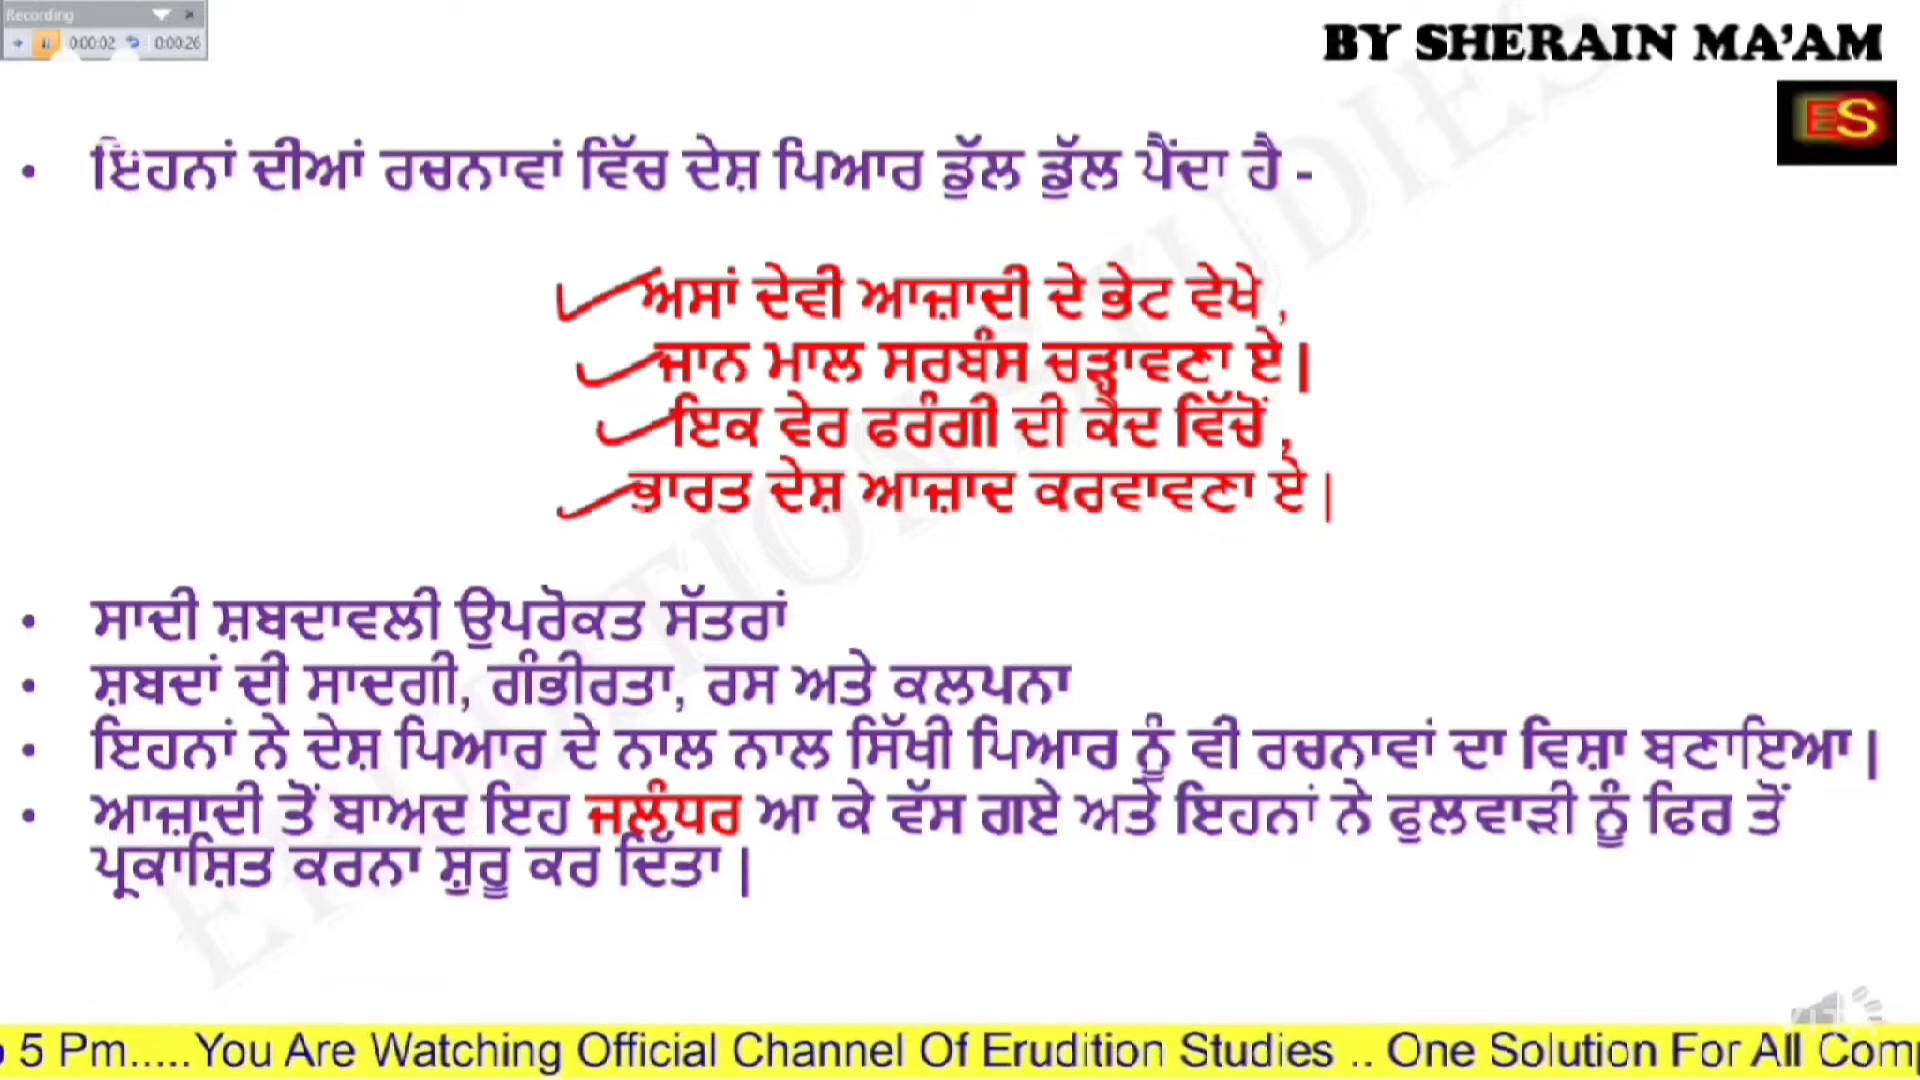 Recording
0:00:02 0:00:26
BY SHERAIN MA'AM
ES
• ਇਹਨਾਂ ਦੀਆਂ ਰਚਨਾਵਾਂ ਵਿੱਚ ਦੇਸ਼ ਪਿਆਰ ਡੁੱਲ ਡੁੱਲ ਪੈਂਦਾ ਹੈ -
ਅਸਾਂ ਦੇਵੀ ਆਜ਼ਾਦੀ ਦੇ ਭੇਟ ਵੇਖੇ ,
ਜਾਨ ਮਾਲ ਸਰਬੰਸ ਚੜ੍ਹਾਵਣਾ ਏ |
ਇਕ ਵੇਰ ਫਰੰਗੀ ਦੀ ਕੈਦ ਵਿੱਚੋਂ ,
ਭਾਰਤ ਦੇਸ਼ ਆਜ਼ਾਦ ਕਰਵਾਵਣਾ ਏ |
• ਸਾਦੀ ਸ਼ਬਦਾਵਲੀ ਉਪਰੋਕਤ ਸੱਤਰਾਂ
• ਸ਼ਬਦਾਂ ਦੀ ਸਾਦਗੀ, ਗੰਭੀਰਤਾ, ਰਸ ਅਤੇ ਕਲਪਨਾ
• ਇਹਨਾਂ ਨੇ ਦੇਸ਼ ਪਿਆਰ ਦੇ ਨਾਲ ਨਾਲ ਸਿੱਖੀ ਪਿਆਰ ਨੂੰ ਵੀ ਰਚਨਾਵਾਂ ਦਾ ਵਿਸ਼ਾ ਬਣਾਇਆ |
• ਆਜ਼ਾਦੀ ਤੋਂ ਬਾਅਦ ਇਹ ਜਲੰਧਰ ਆ ਕੇ ਵੱਸ ਗਏ ਅਤੇ ਇਹਨਾਂ ਨੇ ਫੁਲਵਾੜੀ ਨੂੰ ਫਿਰ ਤੋਂ
ਪ੍ਰਕਾਸ਼ਿਤ ਕਰਨਾ ਸ਼ੁਰੂ ਕਰ ਦਿੱਤਾ |
ERUDITION STUDIES
5 Pm.....You Are Watching Official Channel Of Erudition Studies .. One Solution For All Com